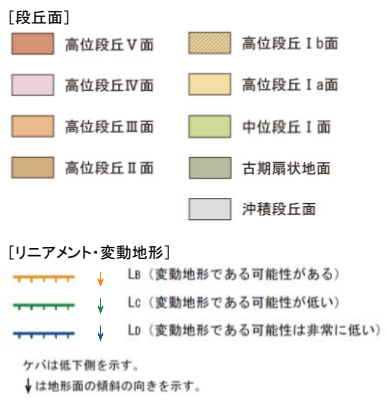 [段丘面]
高位段丘Ⅴ面
高位段丘Ⅰb面
高位段丘Ⅳ面
高位段丘Ⅰa面
高位段丘Ⅲ面
中位段丘Ⅰ面
高位段丘Ⅱ面
古期扇状地面
沖積段丘面
[リニアメント・変動地形]
LB（変動地形である可能性がある）
LC（変動地形である可能性が低い）
LD（変動地形である可能性は非常に低い）
ケバは低下側を示す。
↓は地形面の傾斜の向きを示す。